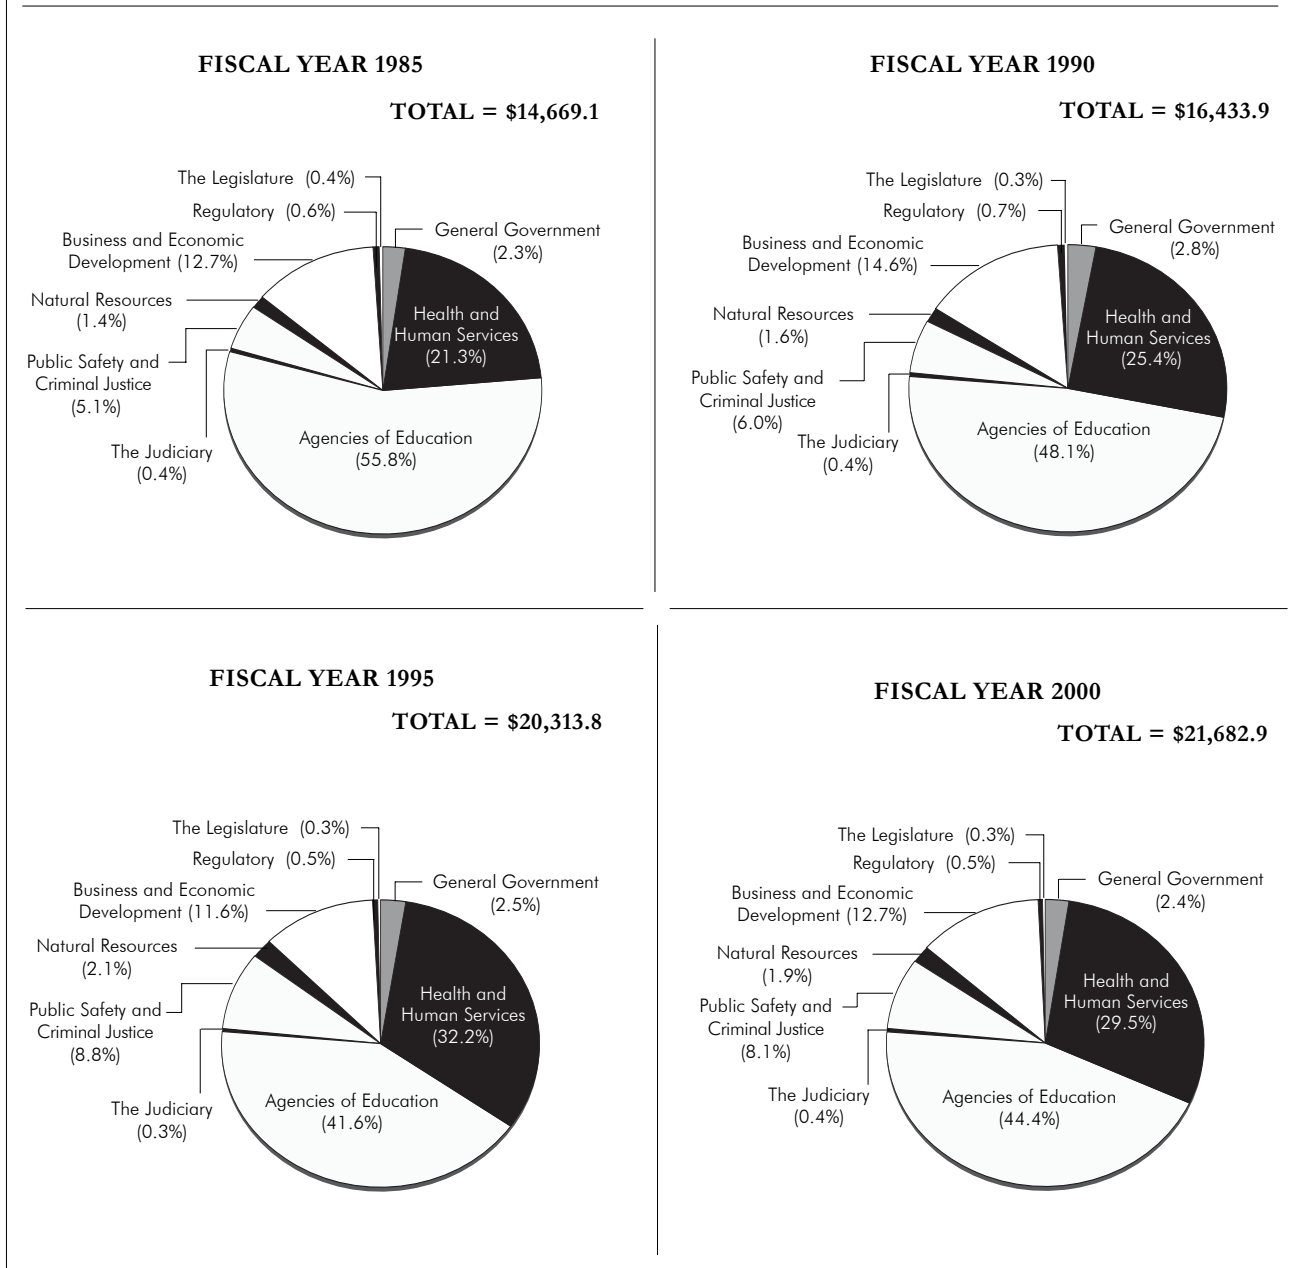 FISCAL YEAR 1985
TOTAL = $14,669.1
The Legislature (0.4%)
Regulatory (0.6%)
General Government
(2.3%)
Business and Economic
Development (12.7%)
Natural Resources
(1.4%)
Health and
Human Services
(21.3%)
Public Safety and
Criminal Justice
(5.1%)
The Judiciary
(0.4%)
Agencies of Education
(55.8%)
FISCAL YEAR 1990
TOTAL = $16,433.9
The Legislature (0.3%)
Regulatory (0.7%)
General Government
(2.8%)
Business and Economic
Development (14.6%)
Natural Resources
(1.6%)
Health and
Human Services
(25.4%)
Public Safety and
Criminal Justice
(6.0%)
The Judiciary
(0.4%)
Agencies of Education
(48.1%)
FISCAL YEAR 1995
TOTAL = $20,313.8
The Legislature (0.3%)
Regulatory (0.5%)
General Government
(2.5%)
Business and Economic
Development (11.6%)
Natural Resources
(2.1%)
Health and
Human Services
(32.2%)
Public Safety and
Criminal Justice
(8.8%)
The Judiciary
(0.3%)
Agencies of Education
(41.6%)
FISCAL YEAR 2000
TOTAL = $21,682.9
The Legislature (0.3%)
Regulatory (0.5%)
General Government
(2.4%)
Business and Economic
Development (12.7%)
Natural Resources
(1.9%)
Health and
Human Services
(29.5%)
Public Safety and
Criminal Justice
(8.1%)
The Judiciary
(0.4%)
Agencies of Education
(44.4%)